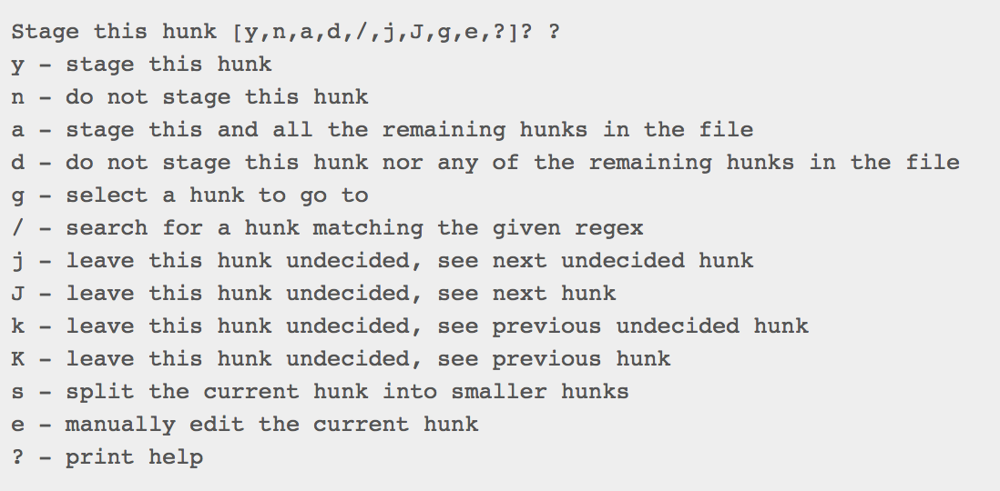 Stage this hunk [y,n,a,d,/,j,J,g,e,?]? ?
y - stage this hunk
n - do not stage this hunk
a - stage this and all the remaining hunks in the file
d - do not stage this hunk nor any of the remaining hunks in the file
g - select a hunk to go to
/ - search for a hunk matching the given regex
j - leave this hunk undecided, see next undecided hunk
J - leave this hunk undecided, see next hunk
k - leave this hunk undecided, see previous undecided hunk
K - leave this hunk undecided, see previous hunk
s - split the current hunk into smaller hunks
e - manually edit the current hunk
? - print help